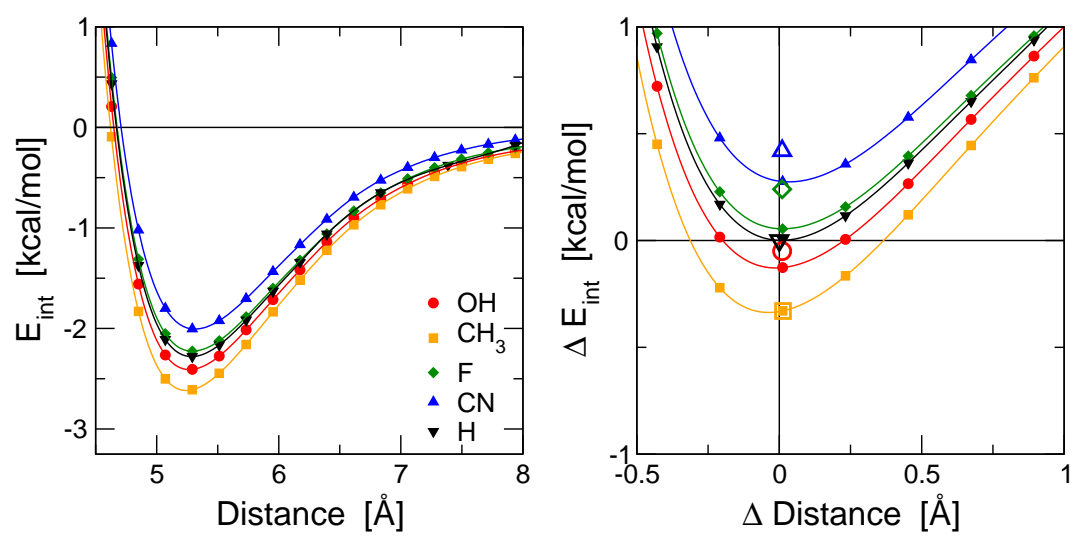 1
0
-1
-2
-3
5
6
7
8
E_int [kcal/mol]
Distance [Å]
OH
CH₃
F
CN
H
1
0
-1
-0.5
0
0.5
1
Δ E_int [kcal/mol]
Δ Distance [Å]